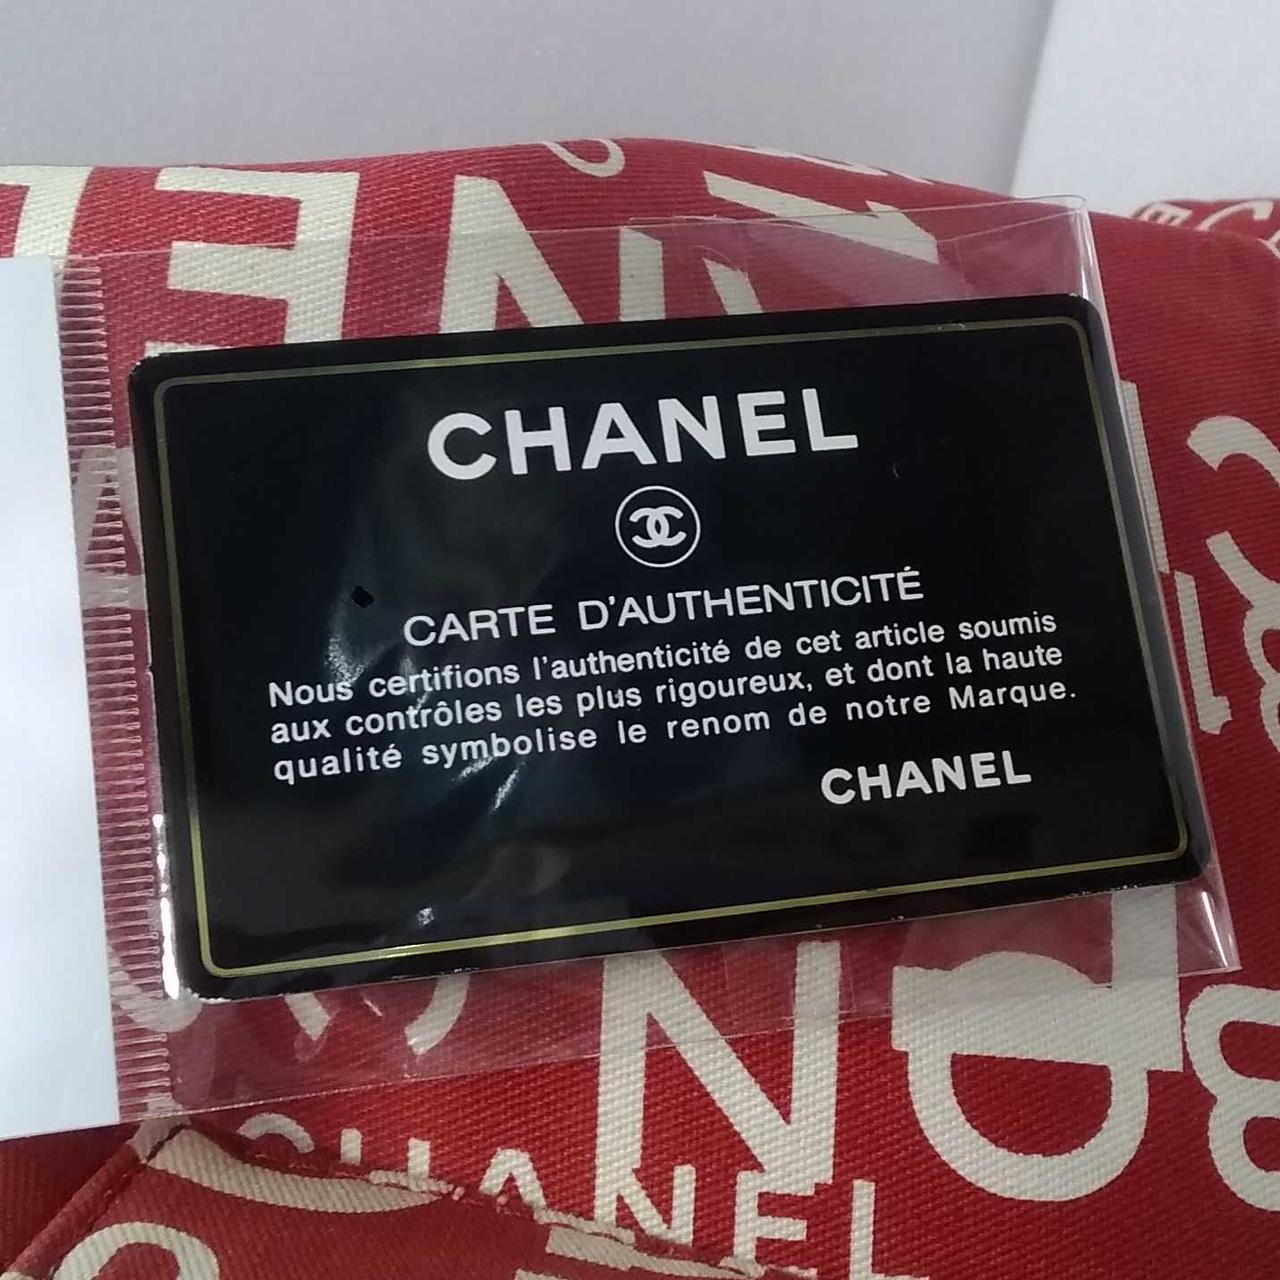 CHANEL
CARTE D'AUTHENTICITÉ
Nous certifions l'authenticité de cet article soumis
aux contrôles les plus rigoureux, et dont la haute
qualité symbolise le renom de notre Marque.
CHANEL
CHANEL